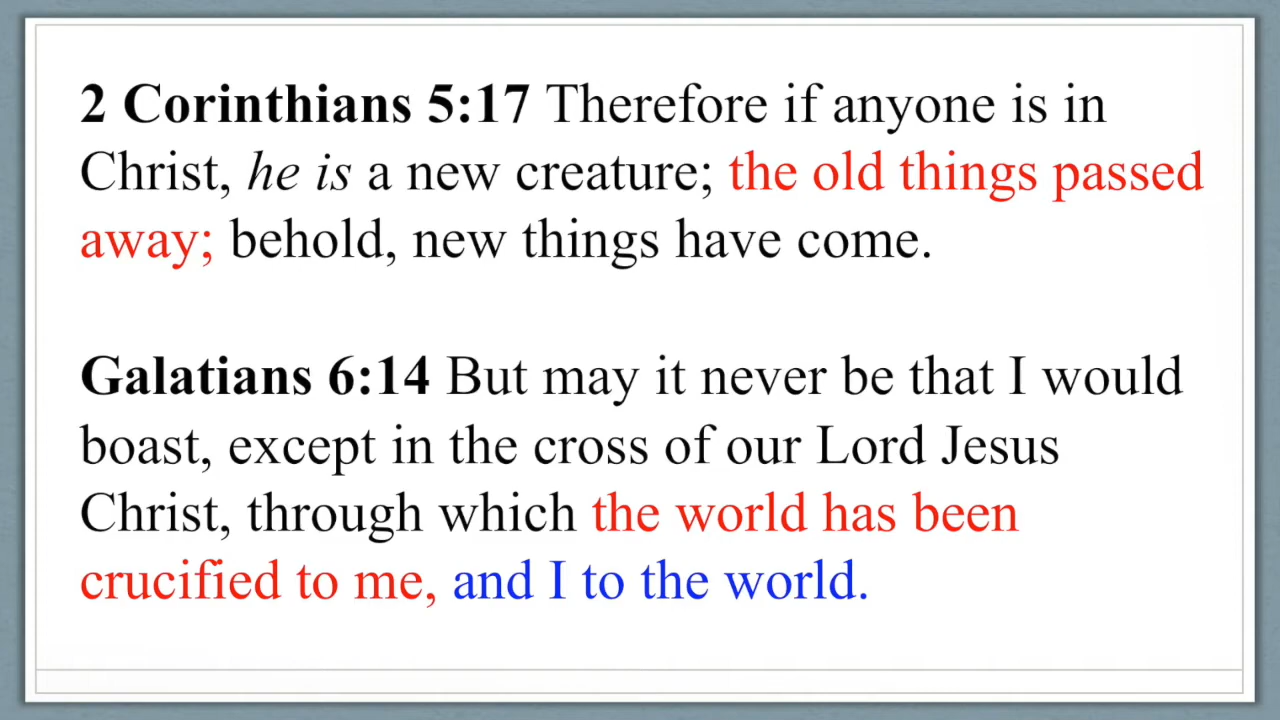 2 Corinthians 5:17 Therefore if anyone is in
Christ, he is a new creature; the old things passed
away; behold, new things have come.
Galatians 6:14 But may it never be that I would
boast, except in the cross of our Lord Jesus
Christ, through which the world has been
crucified to me, and I to the world.